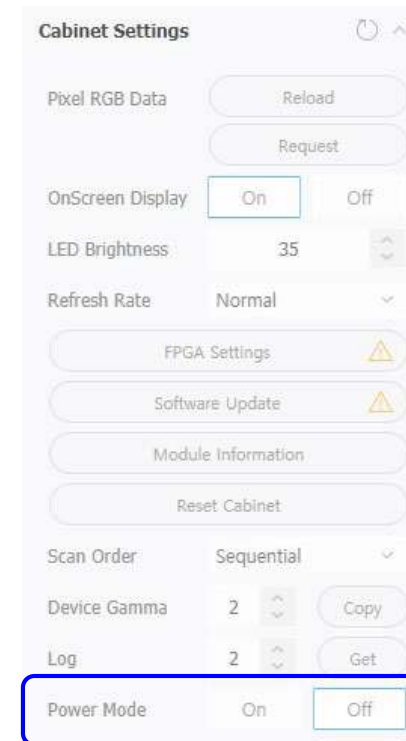 Cabinet Settings
Pixel RGB Data Reload
Request
OnScreen Display On Off
LED Brightness 35
Refresh Rate Normal
FPGA Settings
Software Update
Module Information
Reset Cabinet
Scan Order Sequential
Device Gamma 2 Copy
Log 2 Get
Power Mode On Off